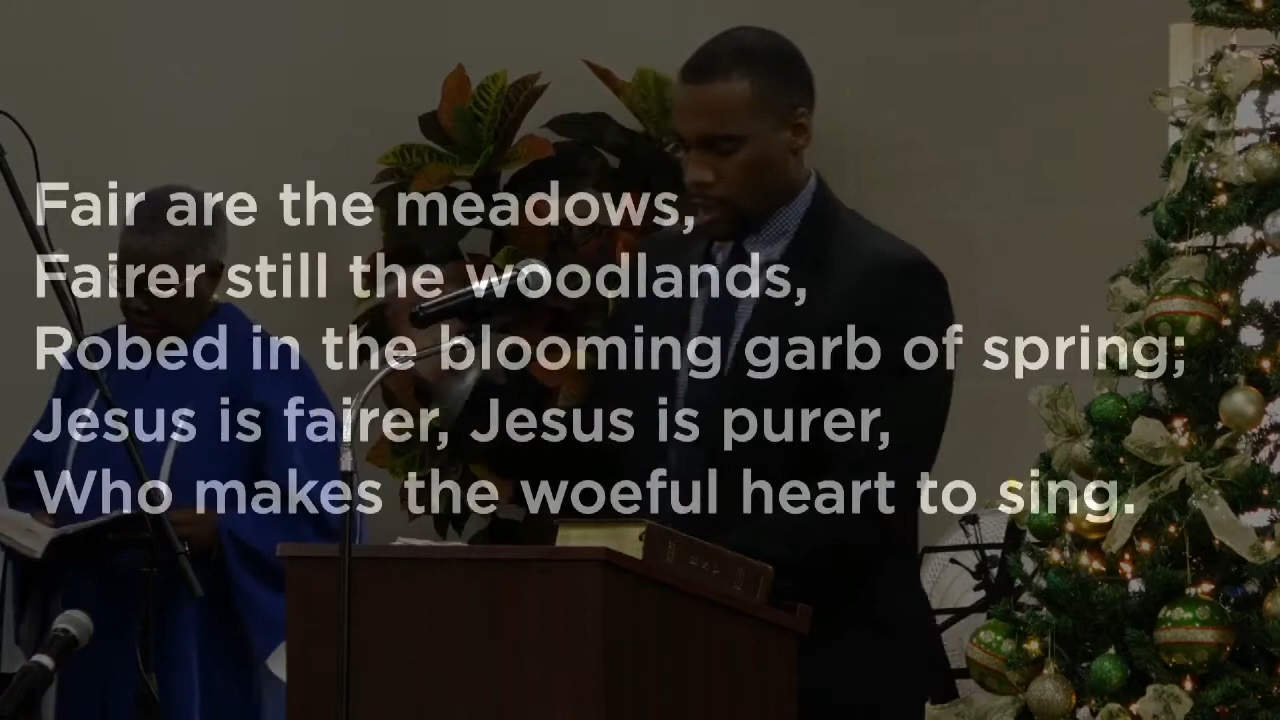 Fair are the meadows,
Fairer still the woodlands,
Robed in the blooming garb of spring;
Jesus is fairer, Jesus is purer,
Who makes the woeful heart to sing.
ESV